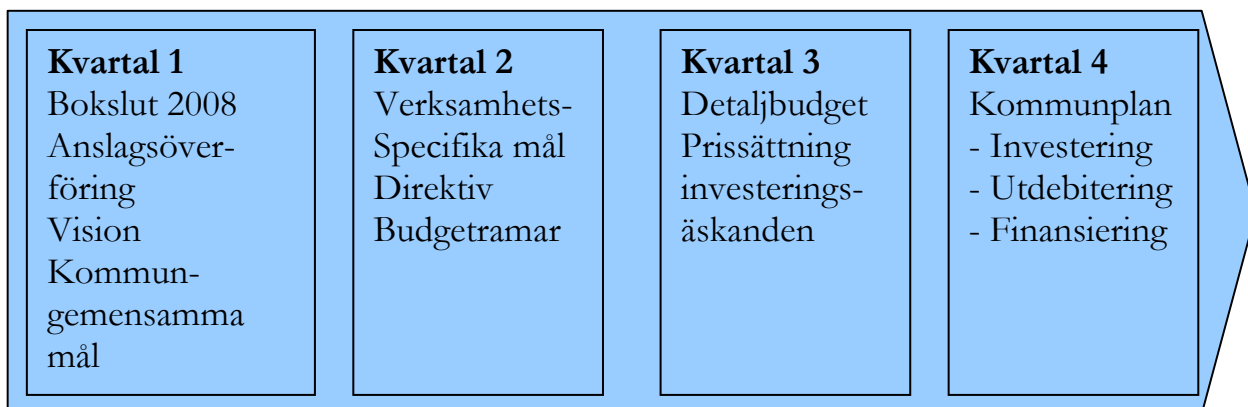 Kvartal 1
Bokslut 2008
Anslagsöver-
föring
Vision
Kommun-
gemensamma
mål
Kvartal 2
Verksamhets-
Specifika mål
Direktiv
Budgetramar
Kvartal 3
Detaljbudget
Prissättning
investerings-
äskanden
Kvartal 4
Kommunplan
- Investering
- Utdebitering
- Finansiering